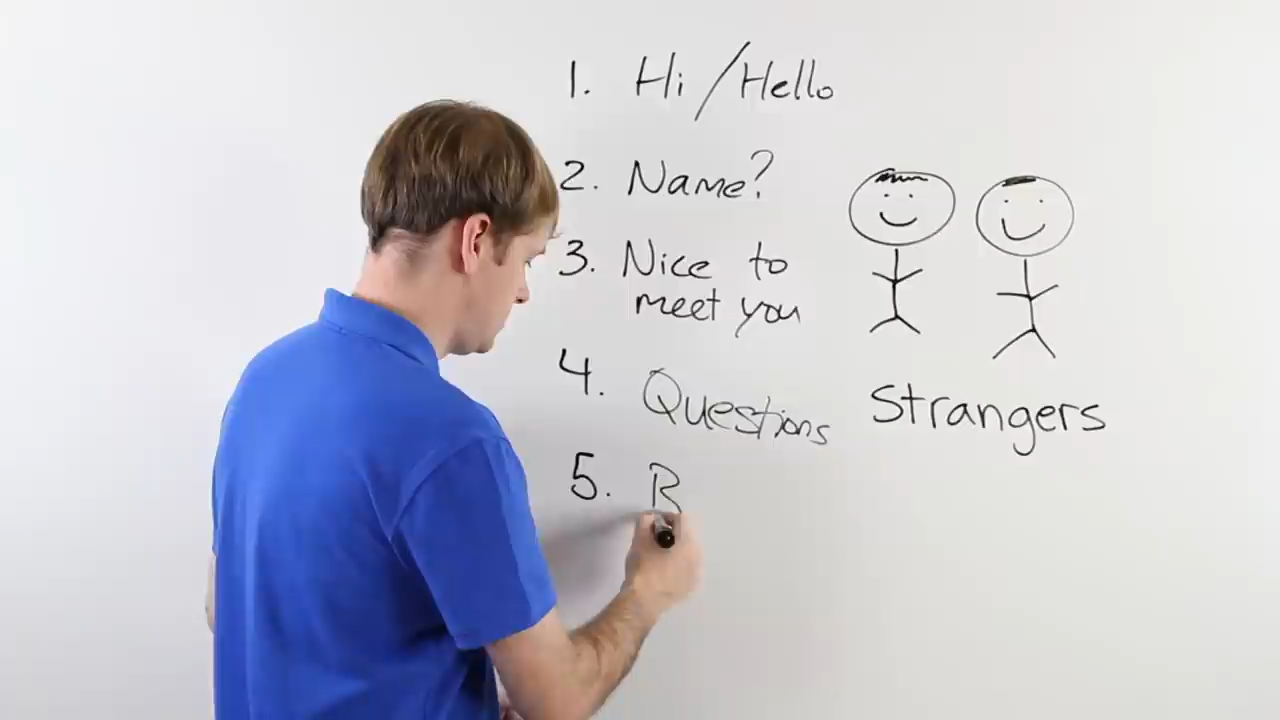 1. Hi / Hello
2. Name?
3. Nice to
meet you
4. Questions
5. B
Strangers